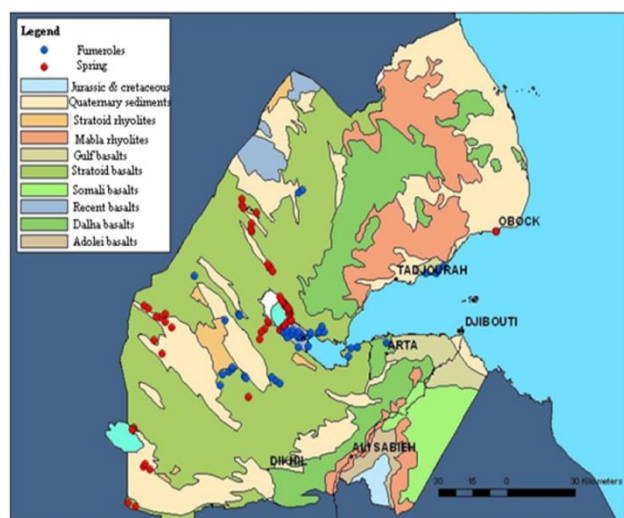 Legend
Fumeroles
Spring
Jurassic & cretaceous
Quaternary sediments
Stratoid rhyolites
Mabla rhyolites
Gulf basalts
Stratoid basalts
Somali basalts
Recent basalts
Dalha basalts
Adolei basalts
OBOCK
TADJOURAH
DJIBOUTI
ARTA
ALI SABIEH
DIKHIL
30 15 0 30 Kilometers